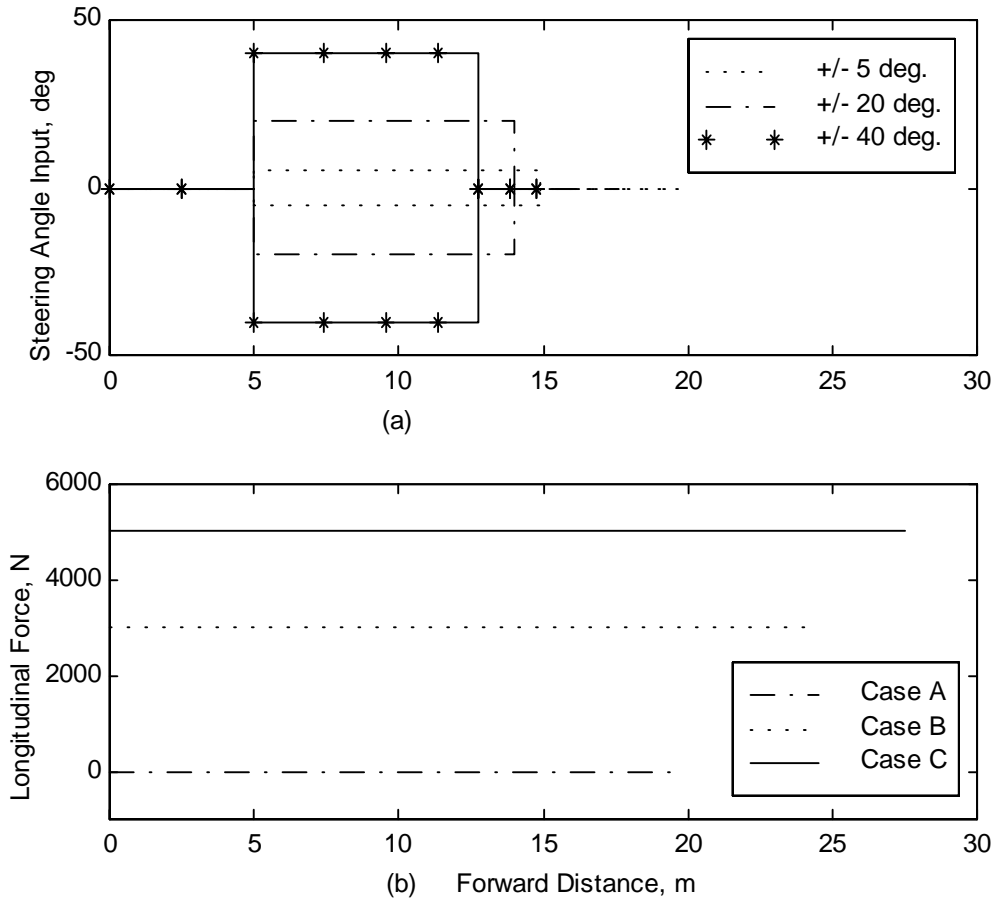 50
0
-50
Steering Angle Input, deg
+/- 5 deg.
+/- 20 deg.
+/- 40 deg.
0 5 10 15 20 25 30
(a)
6000
4000
2000
0
Longitudinal Force, N
Case A
Case B
Case C
0 5 10 15 20 25 30
(b) Forward Distance, m